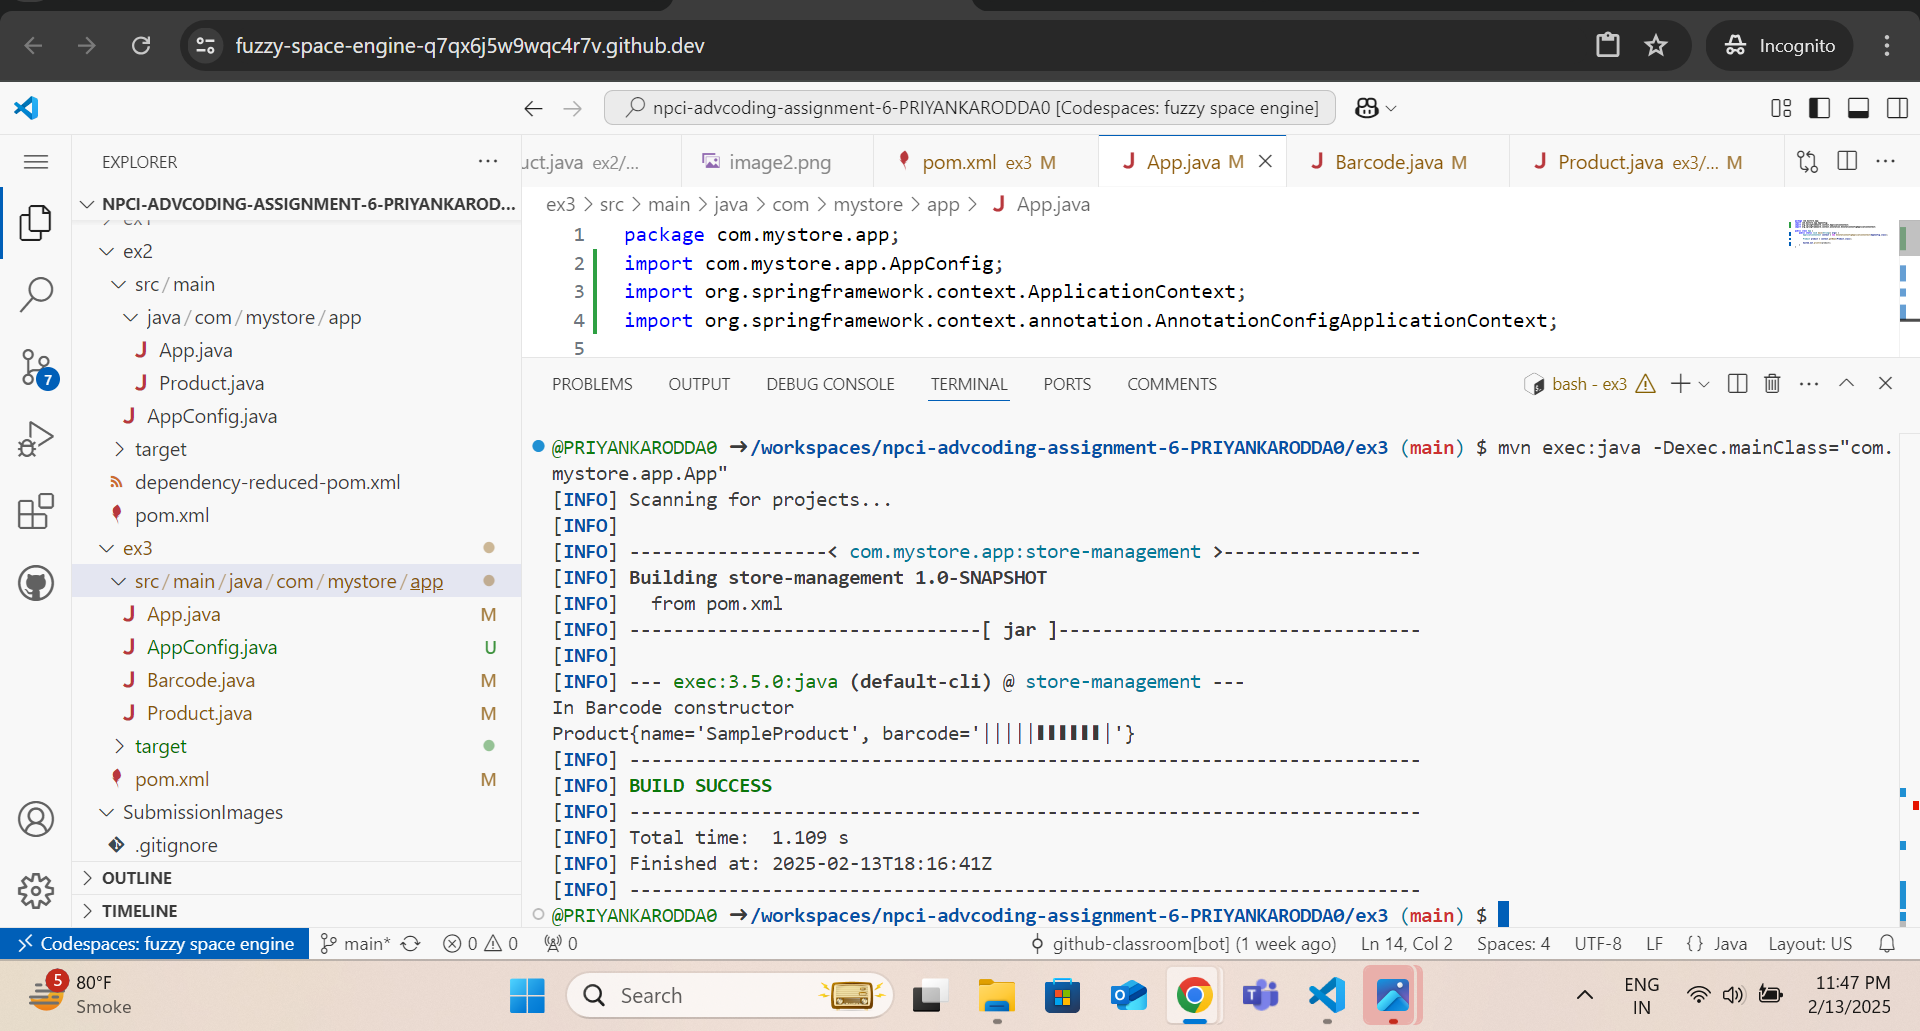 fuzzy-space-engine-q7qx6j5w9wqc4r7v.github.dev
Incognito
npci-advcoding-assignment-6-PRIYANKARODDA0 [Codespaces: fuzzy space engine]
EXPLORER
uct.java ex2/...
image2.png
pom.xml ex3 M
App.java M
Barcode.java M
Product.java ex3/... M
NPCI-ADVCODING-ASSIGNMENT-6-PRIYANKAROD...
ex3 > src > main > java > com > mystore > app > App.java
ex1
ex2
src/main
java/com/mystore/app
App.java
Product.java
AppConfig.java
target
dependency-reduced-pom.xml
pom.xml
ex3
src/main/java/com/mystore/app
App.java M
AppConfig.java U
Barcode.java M
Product.java M
target
pom.xml M
SubmissionImages
.gitignore
OUTLINE
TIMELINE
7
1 package com.mystore.app;
2 import com.mystore.app.AppConfig;
3 import org.springframework.context.ApplicationContext;
4 import org.springframework.context.annotation.AnnotationConfigApplicationContext;
5
PROBLEMS OUTPUT DEBUG CONSOLE TERMINAL PORTS COMMENTS
bash - ex3
@PRIYANKARODDA0 ➜/workspaces/npci-advcoding-assignment-6-PRIYANKARODDA0/ex3 (main) $ mvn exec:java -Dexec.mainClass="com.
mystore.app.App"
[INFO] Scanning for projects...
[INFO]
[INFO] ------------------< com.mystore.app:store-management >------------------
[INFO] Building store-management 1.0-SNAPSHOT
[INFO]   from pom.xml
[INFO] --------------------------------[ jar ]---------------------------------
[INFO]
[INFO] --- exec:3.5.0:java (default-cli) @ store-management ---
In Barcode constructor
Product{name='SampleProduct', barcode='│││││▌▌▌▌▌▌│'}
[INFO] ------------------------------------------------------------------------
[INFO] BUILD SUCCESS
[INFO] ------------------------------------------------------------------------
[INFO] Total time:  1.109 s
[INFO] Finished at: 2025-02-13T18:16:41Z
[INFO] ------------------------------------------------------------------------
@PRIYANKARODDA0 ➜/workspaces/npci-advcoding-assignment-6-PRIYANKARODDA0/ex3 (main) $
Codespaces: fuzzy space engine
main*
0 0
0
github-classroom[bot] (1 week ago)
Ln 14, Col 2
Spaces: 4
UTF-8
LF
{} Java
Layout: US
5
80°F
Smoke
Search
ENG
IN
11:47 PM
2/13/2025